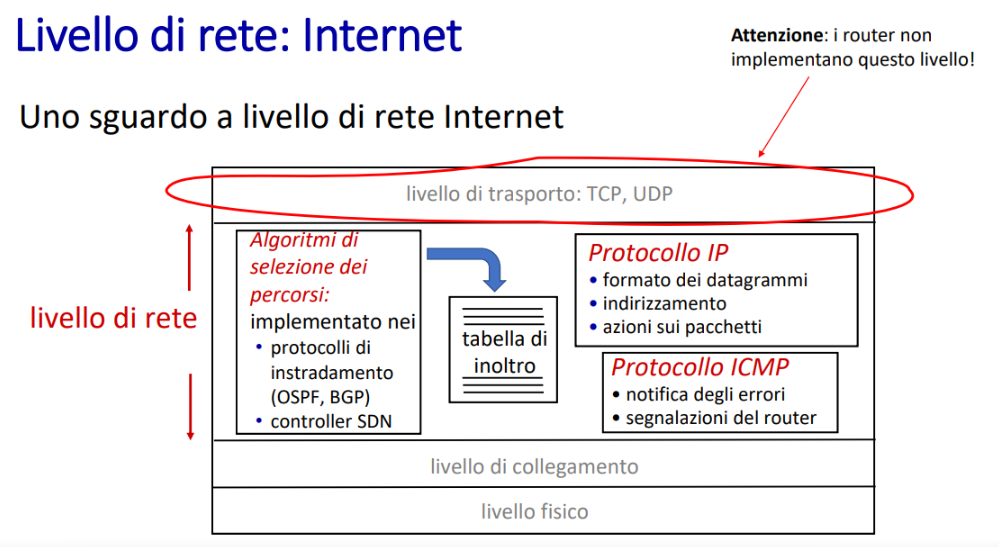 Livello di rete: Internet
Attenzione: i router non
implementano questo livello!
Uno sguardo a livello di rete Internet
livello di trasporto: TCP, UDP
livello di rete
Algoritmi di
selezione dei
percorsi:
implementato nei
• protocolli di
instradamento
(OSPF, BGP)
• controller SDN
tabella di
inoltro
Protocollo IP
• formato dei datagrammi
• indirizzamento
• azioni sui pacchetti
Protocollo ICMP
• notifica degli errori
• segnalazioni del router
livello di collegamento
livello fisico